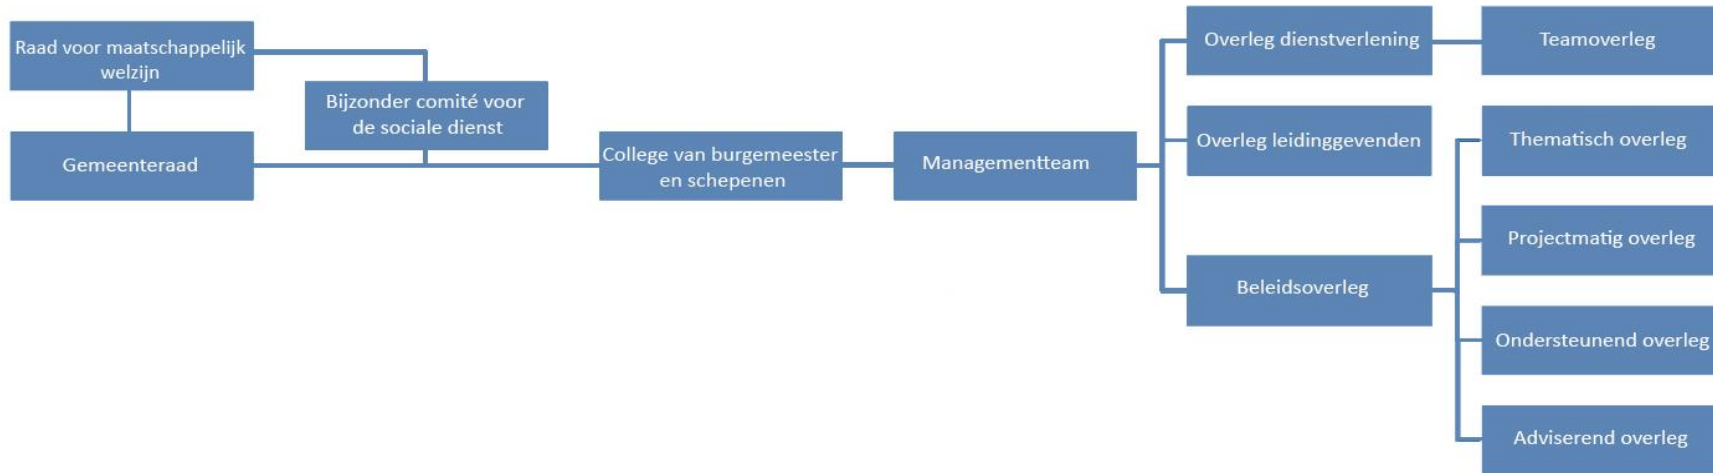 Raad voor maatschappelijk
welzijn
Gemeenteraad
Bijzonder comité voor
de sociale dienst
College van burgemeester
en schepenen
Managementteam
Overleg dienstverlening
Teamoverleg
Overleg leidinggevenden
Beleidsoverleg
Thematisch overleg
Projectmatig overleg
Ondersteunend overleg
Adviserend overleg